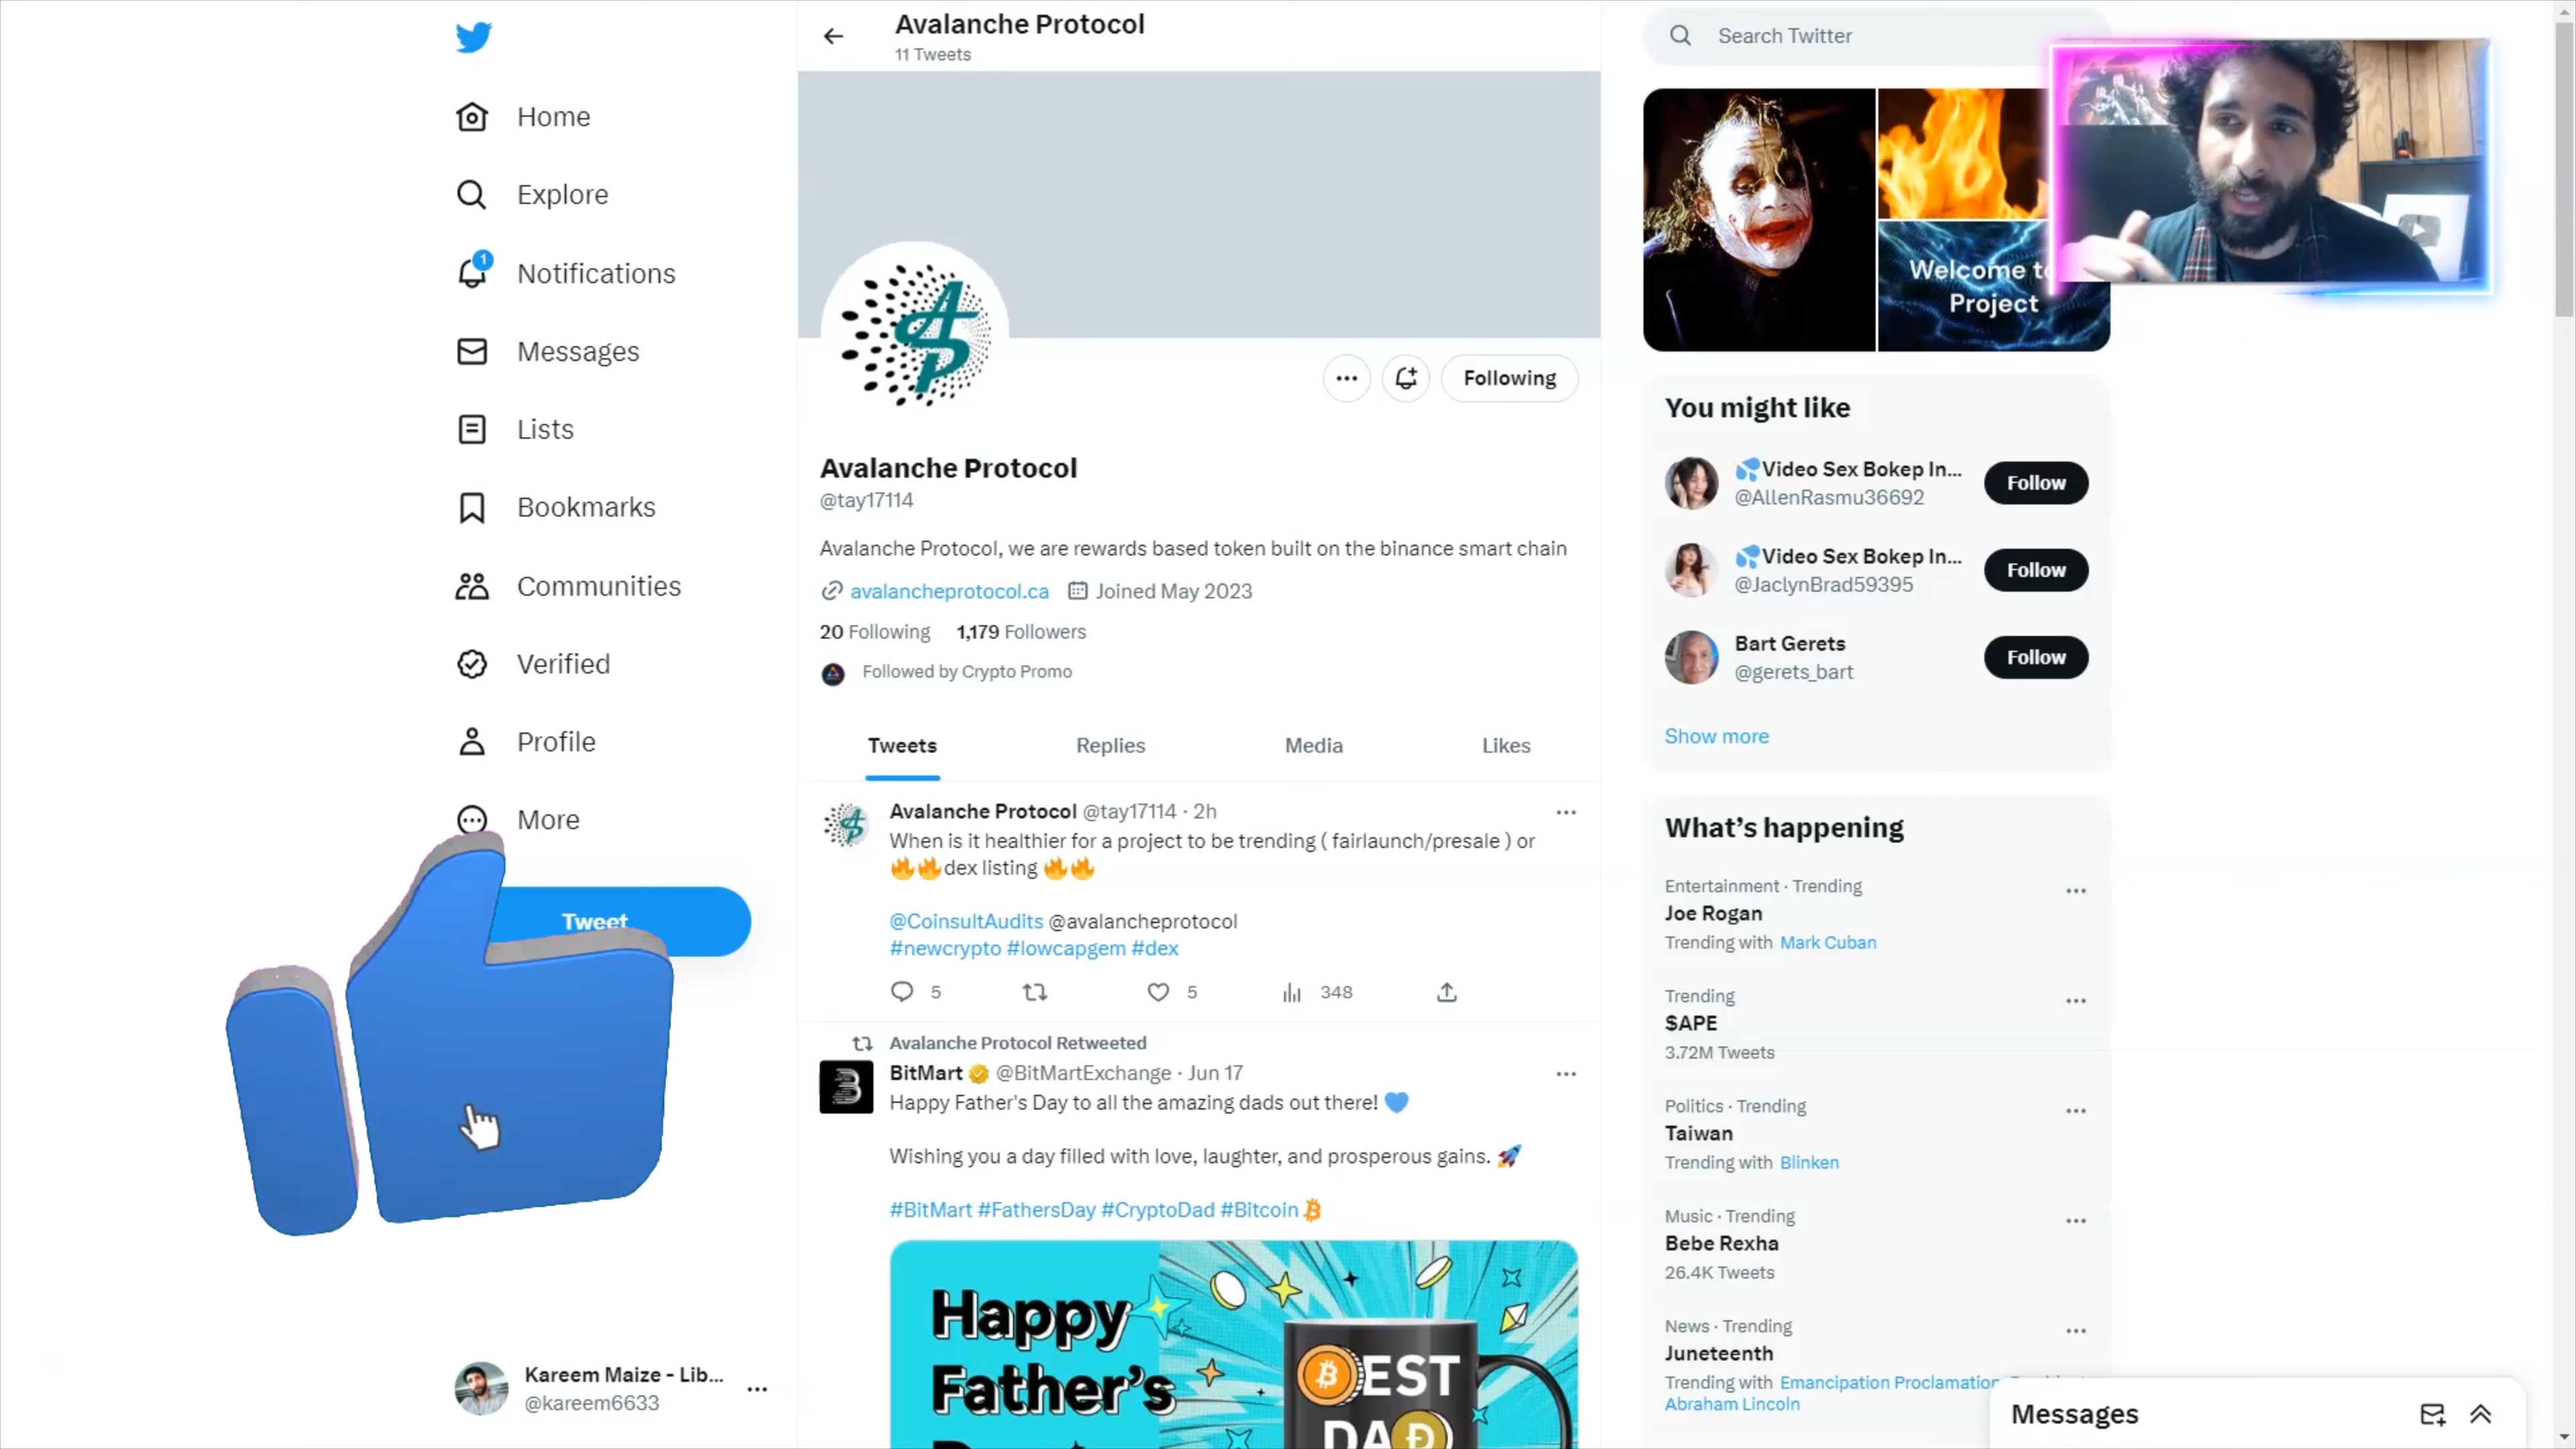 Home
Explore
1
Notifications
Messages
Lists
Bookmarks
Communities
Verified
Profile
More
Tweet
Kareem Maize - Lib...
@kareem6633
Avalanche Protocol
11 Tweets
Following
Avalanche Protocol
@tay17114
Avalanche Protocol, we are rewards based token built on the binance smart chain
avalancheprotocol.ca Joined May 2023
20 Following 1,179 Followers
Followed by Crypto Promo
Tweets Replies Media Likes
Avalanche Protocol @tay17114 · 2h
When is it healthier for a project to be trending ( fairlaunch/presale ) or
🔥🔥dex listing 🔥🔥
@CoinsultAudits @avalancheprotocol
#newcrypto #lowcapgem #dex
5 5 348
Avalanche Protocol Retweeted
BitMart @BitMartExchange · Jun 17
Happy Father's Day to all the amazing dads out there! 💙
Wishing you a day filled with love, laughter, and prosperous gains. 🚀
#BitMart #FathersDay #CryptoDad #Bitcoin
Happy
Father's
BEST
DAD
Search Twitter
Welcome to
Project
You might like
💦Video Sex Bokep In...
@AllenRasmu36692
Follow
💦Video Sex Bokep In...
@JaclynBrad59395
Follow
Bart Gerets
@gerets_bart
Follow
Show more
What's happening
Entertainment · Trending
Joe Rogan
Trending with Mark Cuban
Trending
$APE
3.72M Tweets
Politics · Trending
Taiwan
Trending with Blinken
Music · Trending
Bebe Rexha
26.4K Tweets
News · Trending
Juneteenth
Trending with Emancipation Proclamation
Abraham Lincoln
Messages